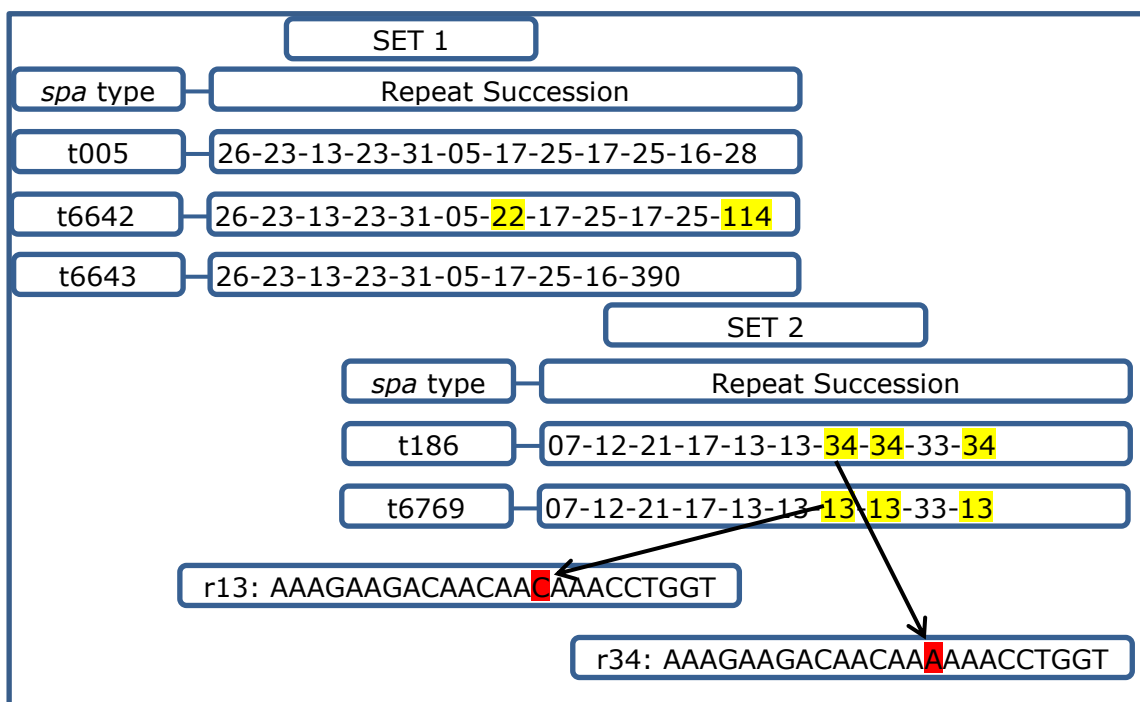 SET 1
spa type Repeat Succession
t005 26-23-13-23-31-05-17-25-17-25-16-28
t6642 26-23-13-23-31-05-22-17-25-17-25-114
t6643 26-23-13-23-31-05-17-25-16-390
SET 2
spa type Repeat Succession
t186 07-12-21-17-13-13-34-34-33-34
t6769 07-12-21-17-13-13-13-13-33-13
r13: AAAGAAGACAACAACAAACCTGGT
r34: AAAGAAGACAACAAAAAACCTGGT